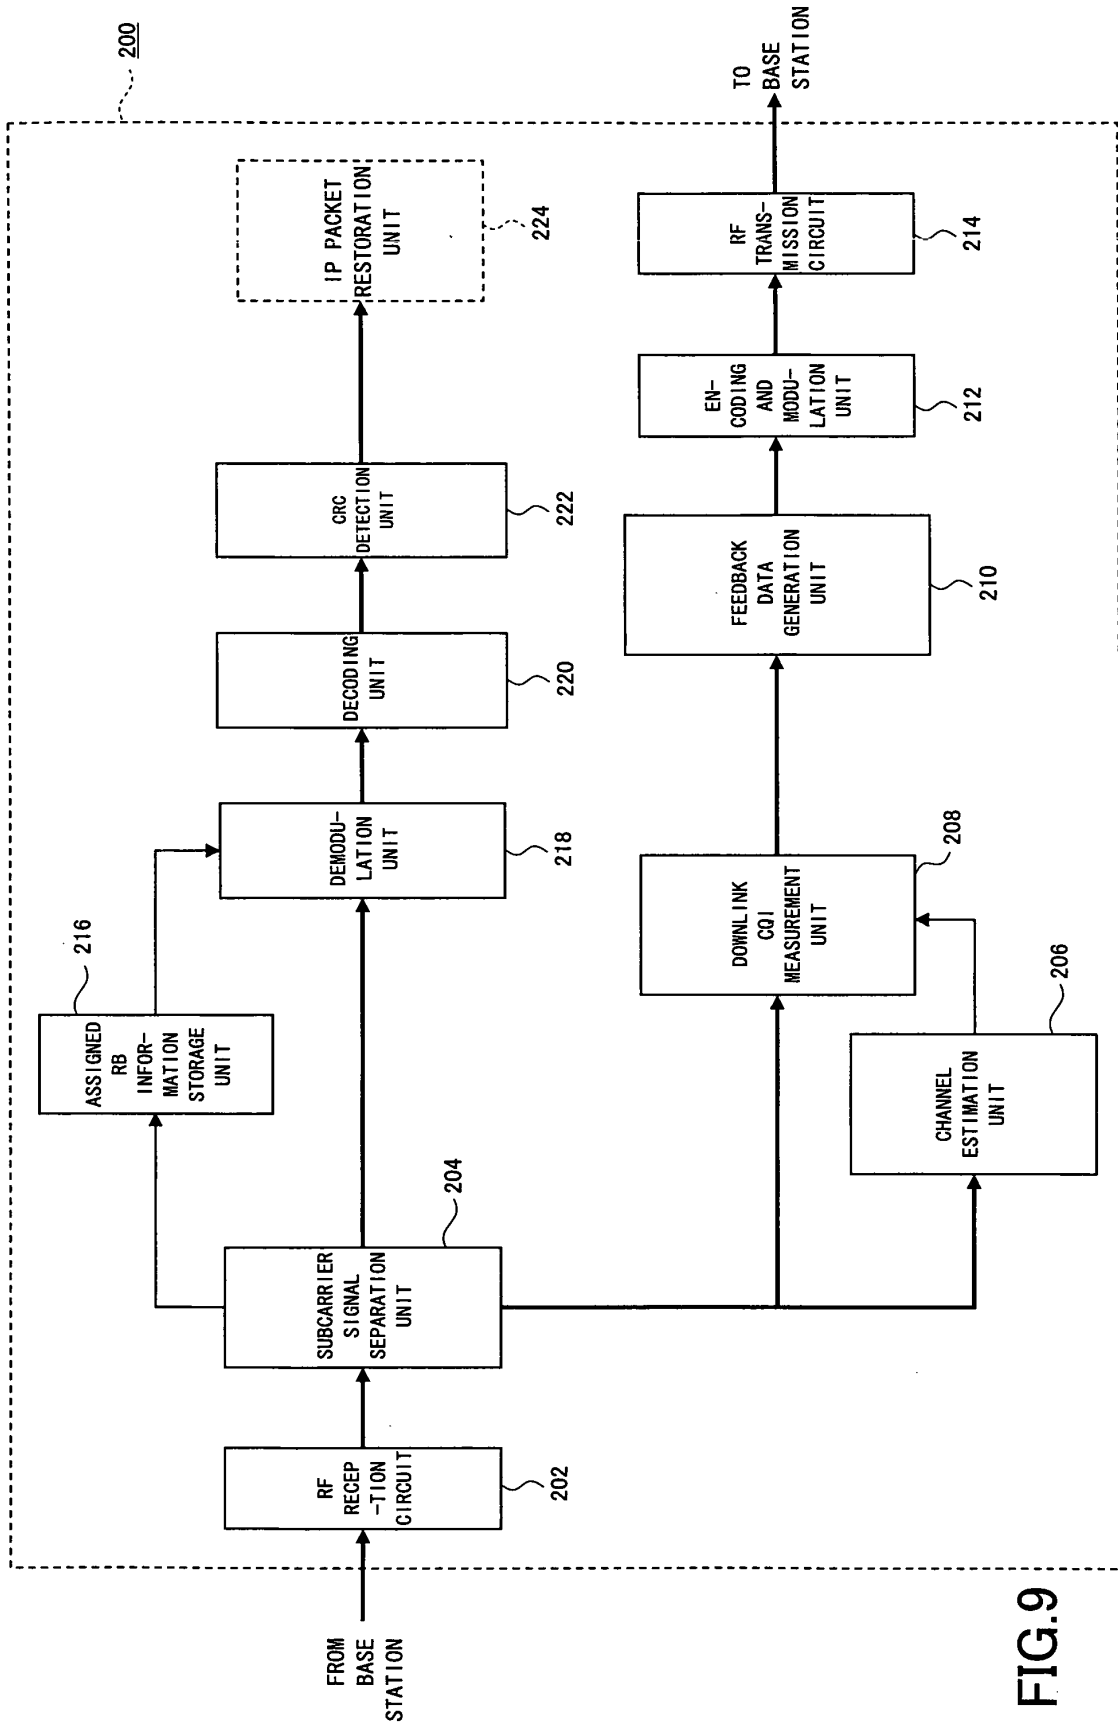 200
FROM
BASE
STATION
RF
RECEP
-TION
CIRCUIT
202
SUBCARRIER
SIGNAL
SEPARATION
UNIT
204
ASSIGNED
RB
INFOR-
MATION
STORAGE
UNIT
216
DEMODU-
LATION
UNIT
218
DECODING
UNIT
220
CRC
DETECTION
UNIT
222
IP PACKET
RESTORATION
UNIT
224
CHANNEL
ESTIMATION
UNIT
206
DOWNLINK
CQI
MEASUREMENT
UNIT
208
FEEDBACK
DATA
GENERATION
UNIT
210
EN-
CODING
AND
MODU-
LATION
UNIT
212
RF
TRANS-
MISSION
CIRCUIT
214
TO
BASE
STATION
FIG.9